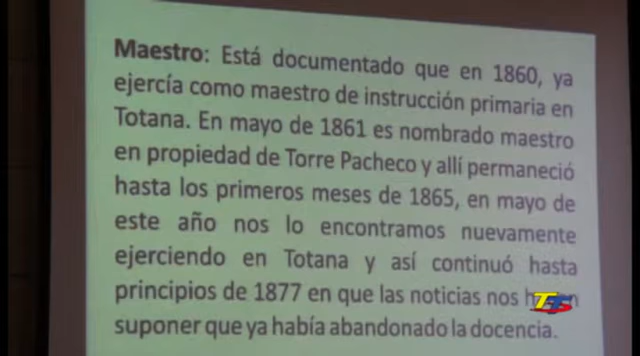 Maestro: Está documentado que en 1860, ya
ejercía como maestro de instrucción primaria en
Totana. En mayo de 1861 es nombrado maestro
en propiedad de Torre Pacheco y allí permaneció
hasta los primeros meses de 1865, en mayo de
este año nos lo encontramos nuevamente
ejerciendo en Totana y así continuó hasta
principios de 1877 en que las noticias nos
suponer que ya había abandonado la docencia.